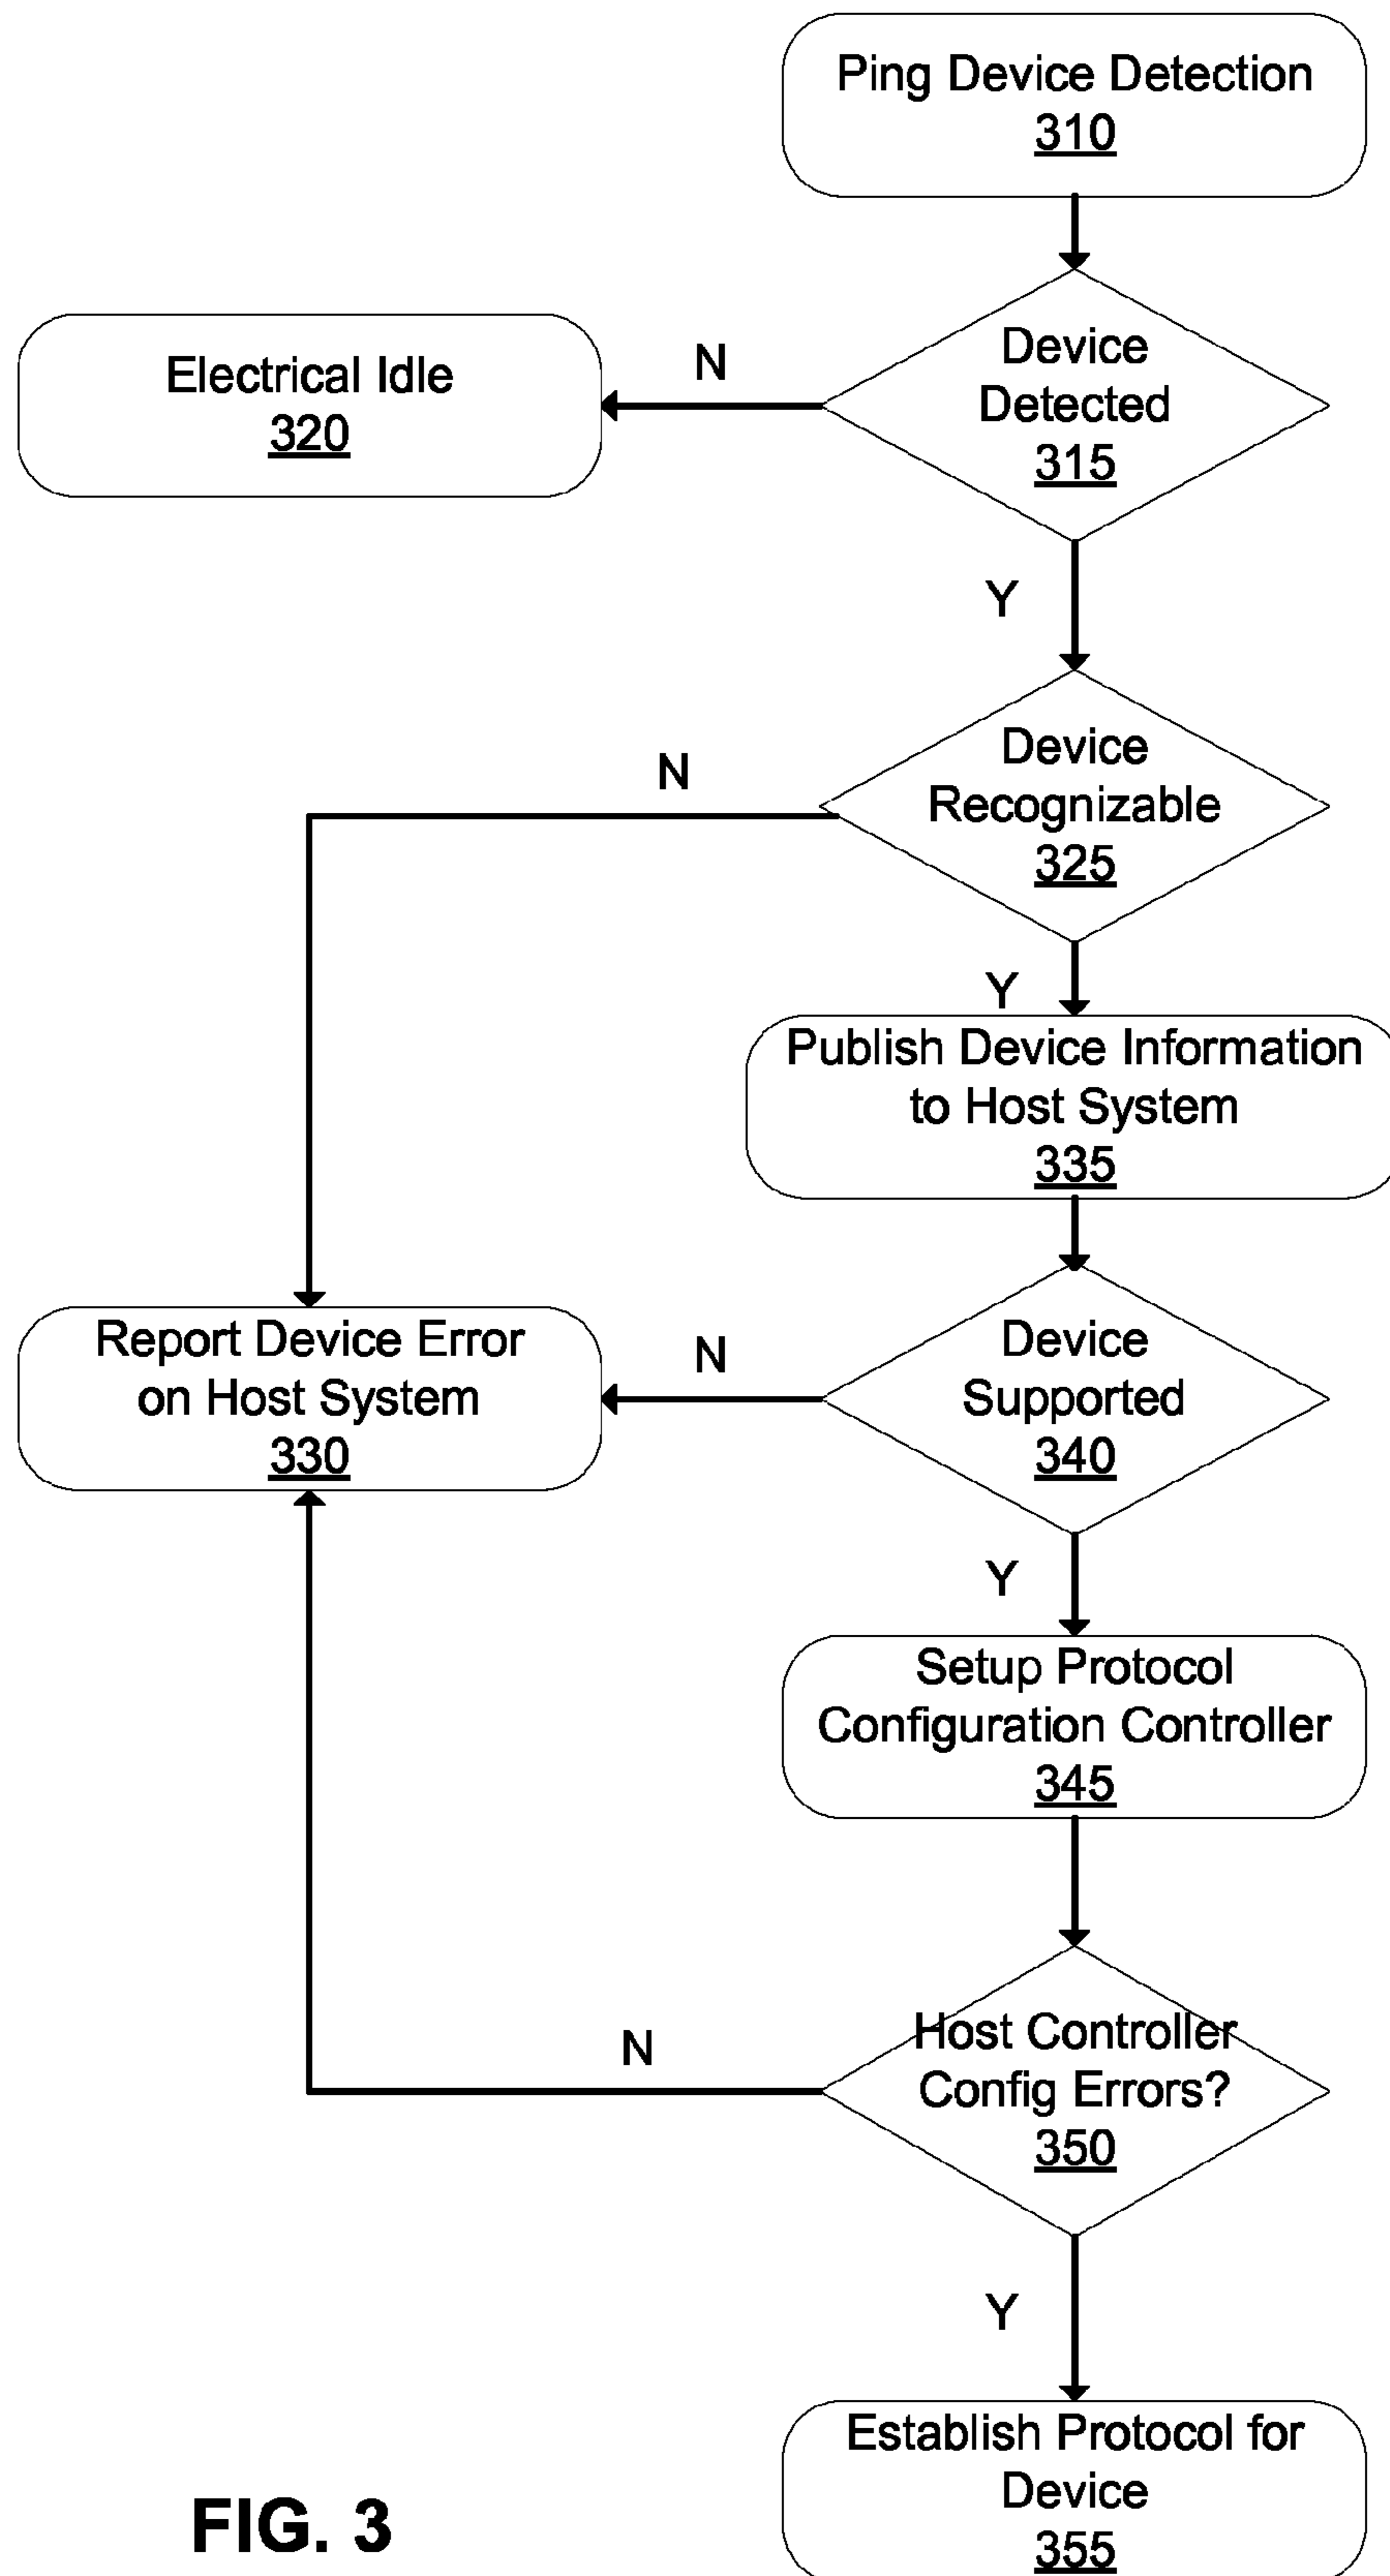 Ping Device Detection
310
Device
Detected
315
N
Electrical Idle
320
Y
Device
Recognizable
325
N
Y
Publish Device Information
to Host System
335
Device
Supported
340
N
Report Device Error
on Host System
330
Y
Setup Protocol
Configuration Controller
345
Host Controller
Config Errors?
350
N
Y
Establish Protocol for
Device
355
FIG. 3